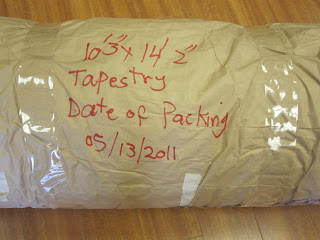 10'3" x 14' 2"
Tapestry
Date of Packing
05/13/2011